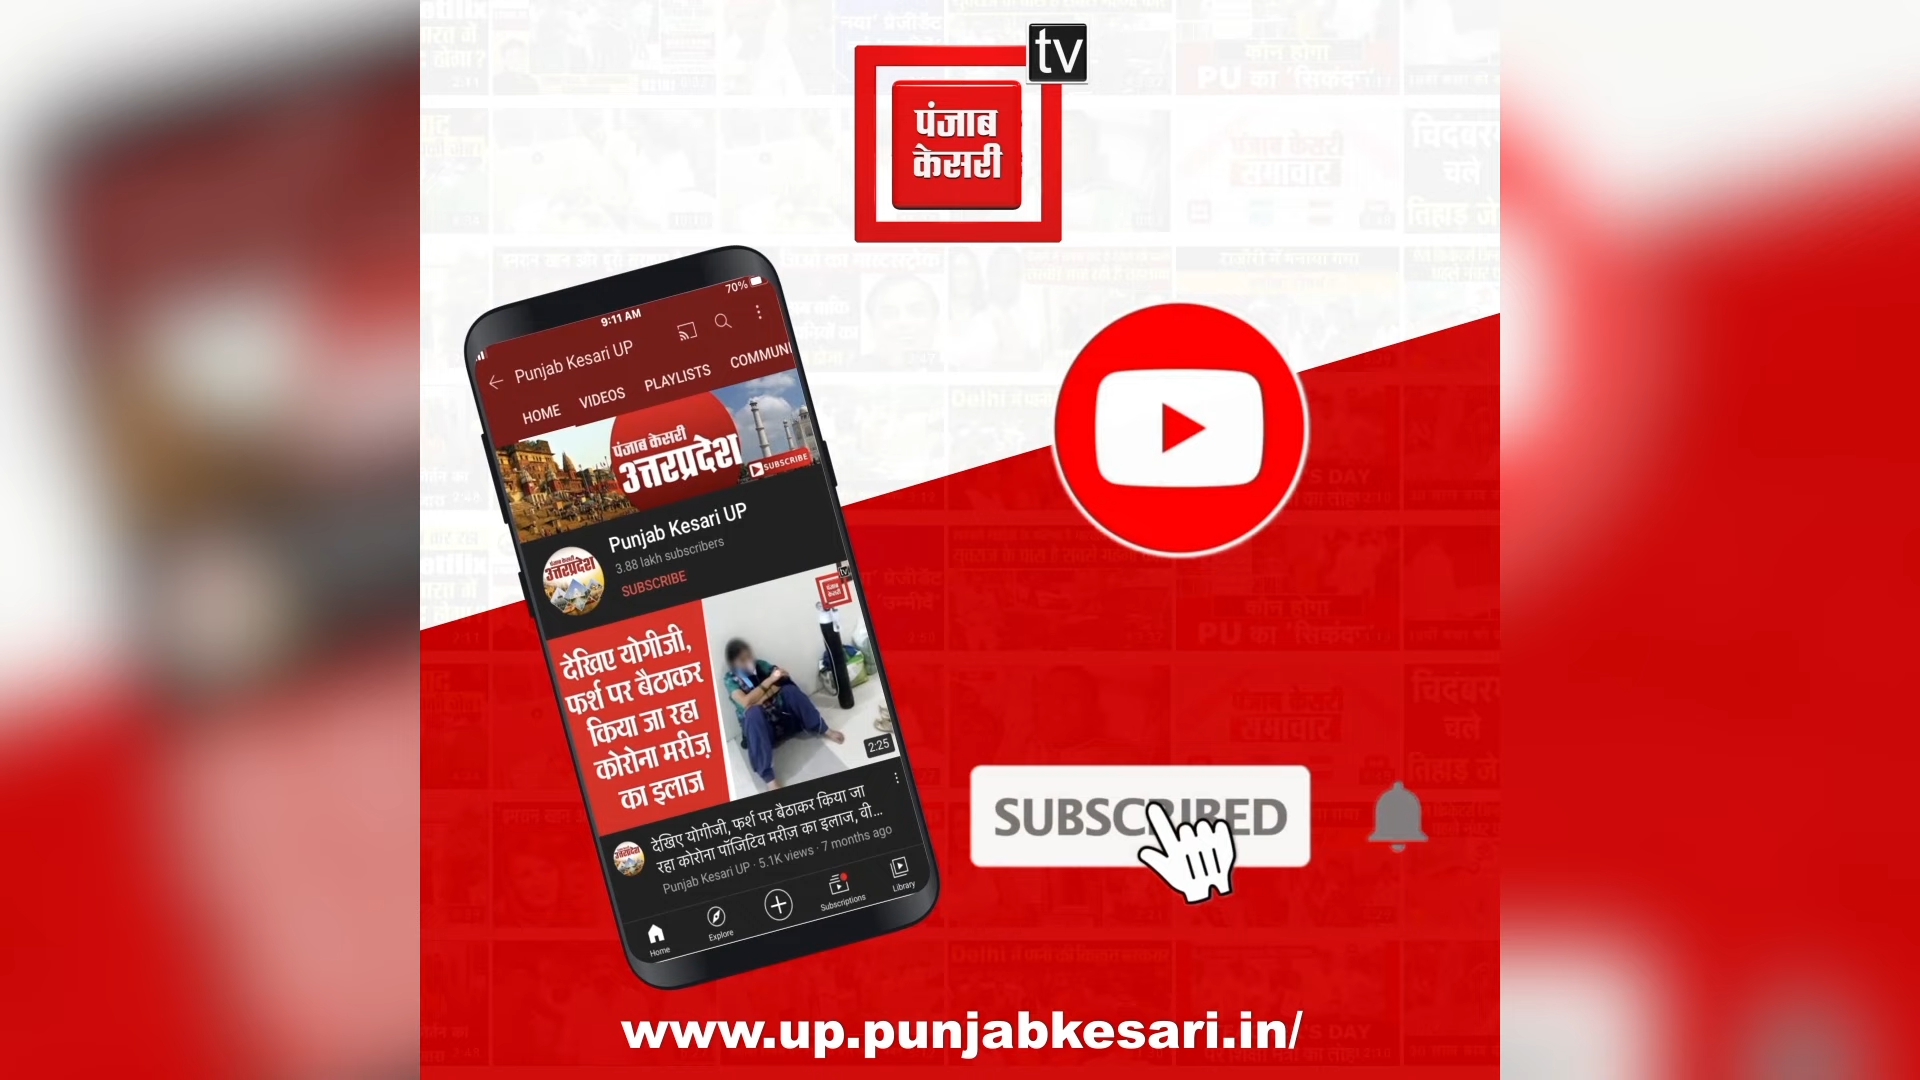 tv
पंजाब
केसरी
9:11 AM
70%
Punjab Kesari UP
HOME VIDEOS PLAYLISTS COMMUNI
पंजाब केसरी
उत्तरप्रदेश
SUBSCRIBE
Punjab Kesari UP
3.88 lakh subscribers
SUBSCRIBE
देखिए योगीजी,
फर्श पर बैठाकर
किया जा रहा
कोरोना मरीज़
का इलाज
2:25
देखिए योगीजी, फर्श पर बैठाकर किया जा
रहा कोरोना पॉजिटिव मरीज का इलाज, वी...
Punjab Kesari UP · 5.1K views · 7 months ago
Home Explore Subscriptions Library
SUBSCRIBED
www.up.punjabkesari.in/